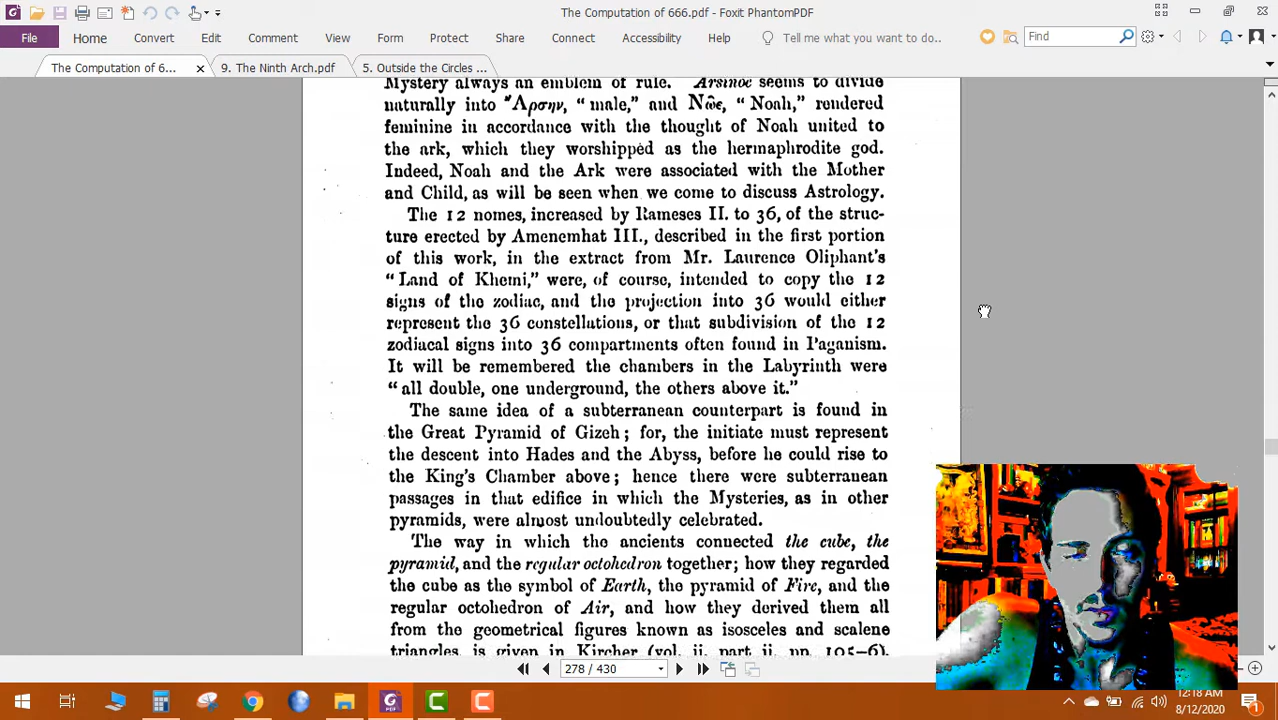 The Computation of 666.pdf - Foxit PhantomPDF
File Home Convert Edit Comment View Form Protect Share Connect Accessibility Help Tell me what you want to do.. Find
The Computation of 6... 9. The Ninth Arch.pdf 5. Outside the Circles ...
Mystery always an emblem of rule. Arsinoe seems to divide
naturally into Ἄρσην, “male,” and Νῶε, “Noah,” rendered
feminine in accordance with the thought of Noah united to
the ark, which they worshipped as the hermaphrodite god.
Indeed, Noah and the Ark were associated with the Mother
and Child, as will be seen when we come to discuss Astrology.
The 12 nomes, increased by Rameses II. to 36, of the struc-
ture erected by Amenemhat III., described in the first portion
of this work, in the extract from Mr. Laurence Oliphant’s
“Land of Khemi,” were, of course, intended to copy the 12
signs of the zodiac, and the projection into 36 would either
represent the 36 constellations, or that subdivision of the 12
zodiacal signs into 36 compartments often found in Paganism.
It will be remembered the chambers in the Labyrinth were
“all double, one underground, the others above it.”
The same idea of a subterranean counterpart is found in
the Great Pyramid of Gizeh ; for, the initiate must represent
the descent into Hades and the Abyss, before he could rise to
the King’s Chamber above ; hence there were subterranean
passages in that edifice in which the Mysteries, as in other
pyramids, were almost undoubtedly celebrated.
The way in which the ancients connected the cube, the
pyramid, and the regular octohedron together; how they regarded
the cube as the symbol of Earth, the pyramid of Fire, and the
regular octohedron of Air, and how they derived them all
from the geometrical figures known as isosceles and scalene
triangles, is given in Kircher (vol. ii. part ii. pp. 105–6).
278 / 430
12:18 AM
8/12/2020